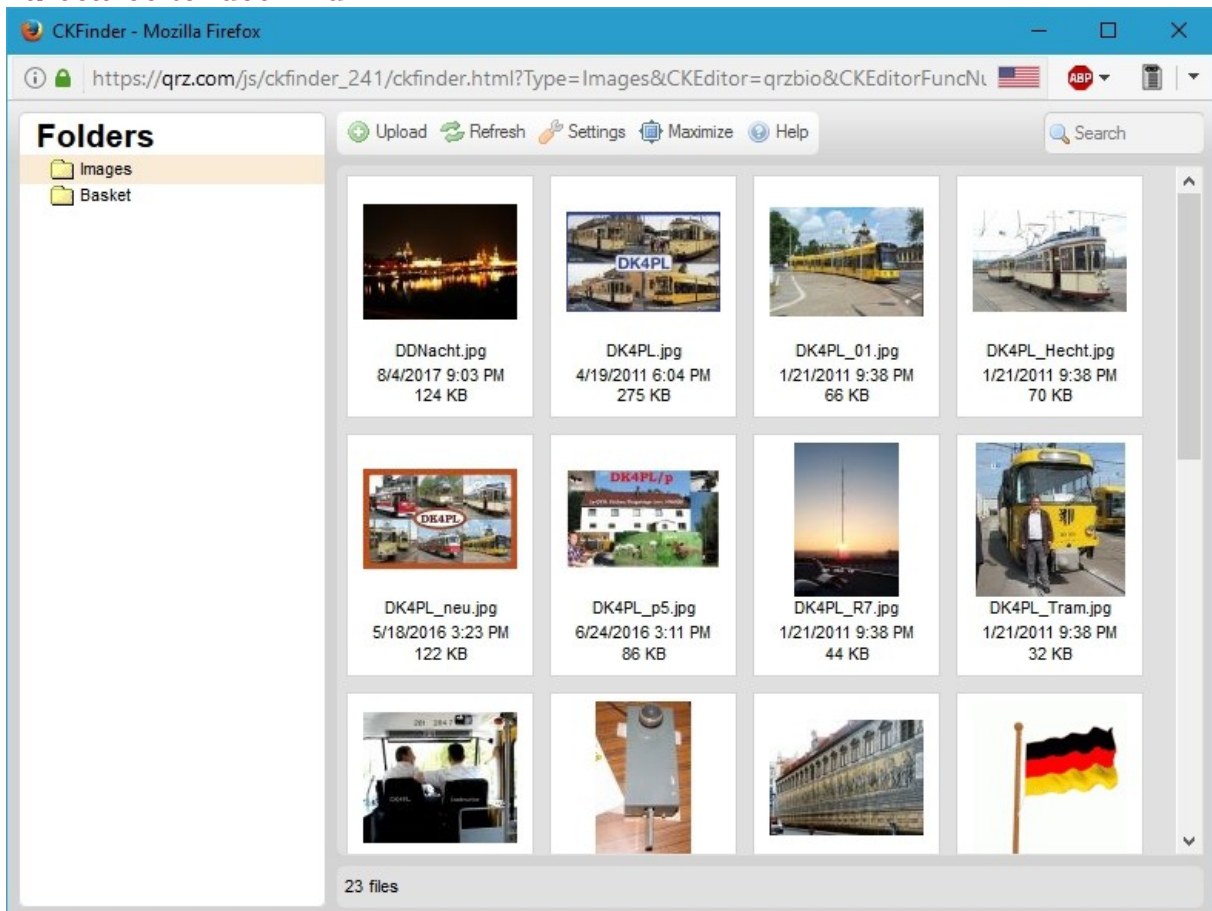 CKFinder - Mozilla Firefox
https://qrz.com/js/ckfinder_241/ckfinder.html?Type=Images&CKEditor=qrzbio&CKEditorFuncNu
ABP
Folders
Images
Basket
Upload Refresh Settings Maximize Help
Search
DK4PL
DDNacht.jpg DK4PL.jpg DK4PL_01.jpg DK4PL_Hecht.jpg
8/4/2017 9:03 PM 4/19/2011 6:04 PM 1/21/2011 9:38 PM 1/21/2011 9:38 PM
124 KB 275 KB 66 KB 70 KB
DK4PL DK4PL/p
DK4PL_neu.jpg DK4PL_p5.jpg DK4PL_R7.jpg DK4PL_Tram.jpg
5/18/2016 3:23 PM 6/24/2016 3:11 PM 1/21/2011 9:38 PM 1/21/2011 9:38 PM
122 KB 86 KB 44 KB 32 KB
DK4PL
23 files